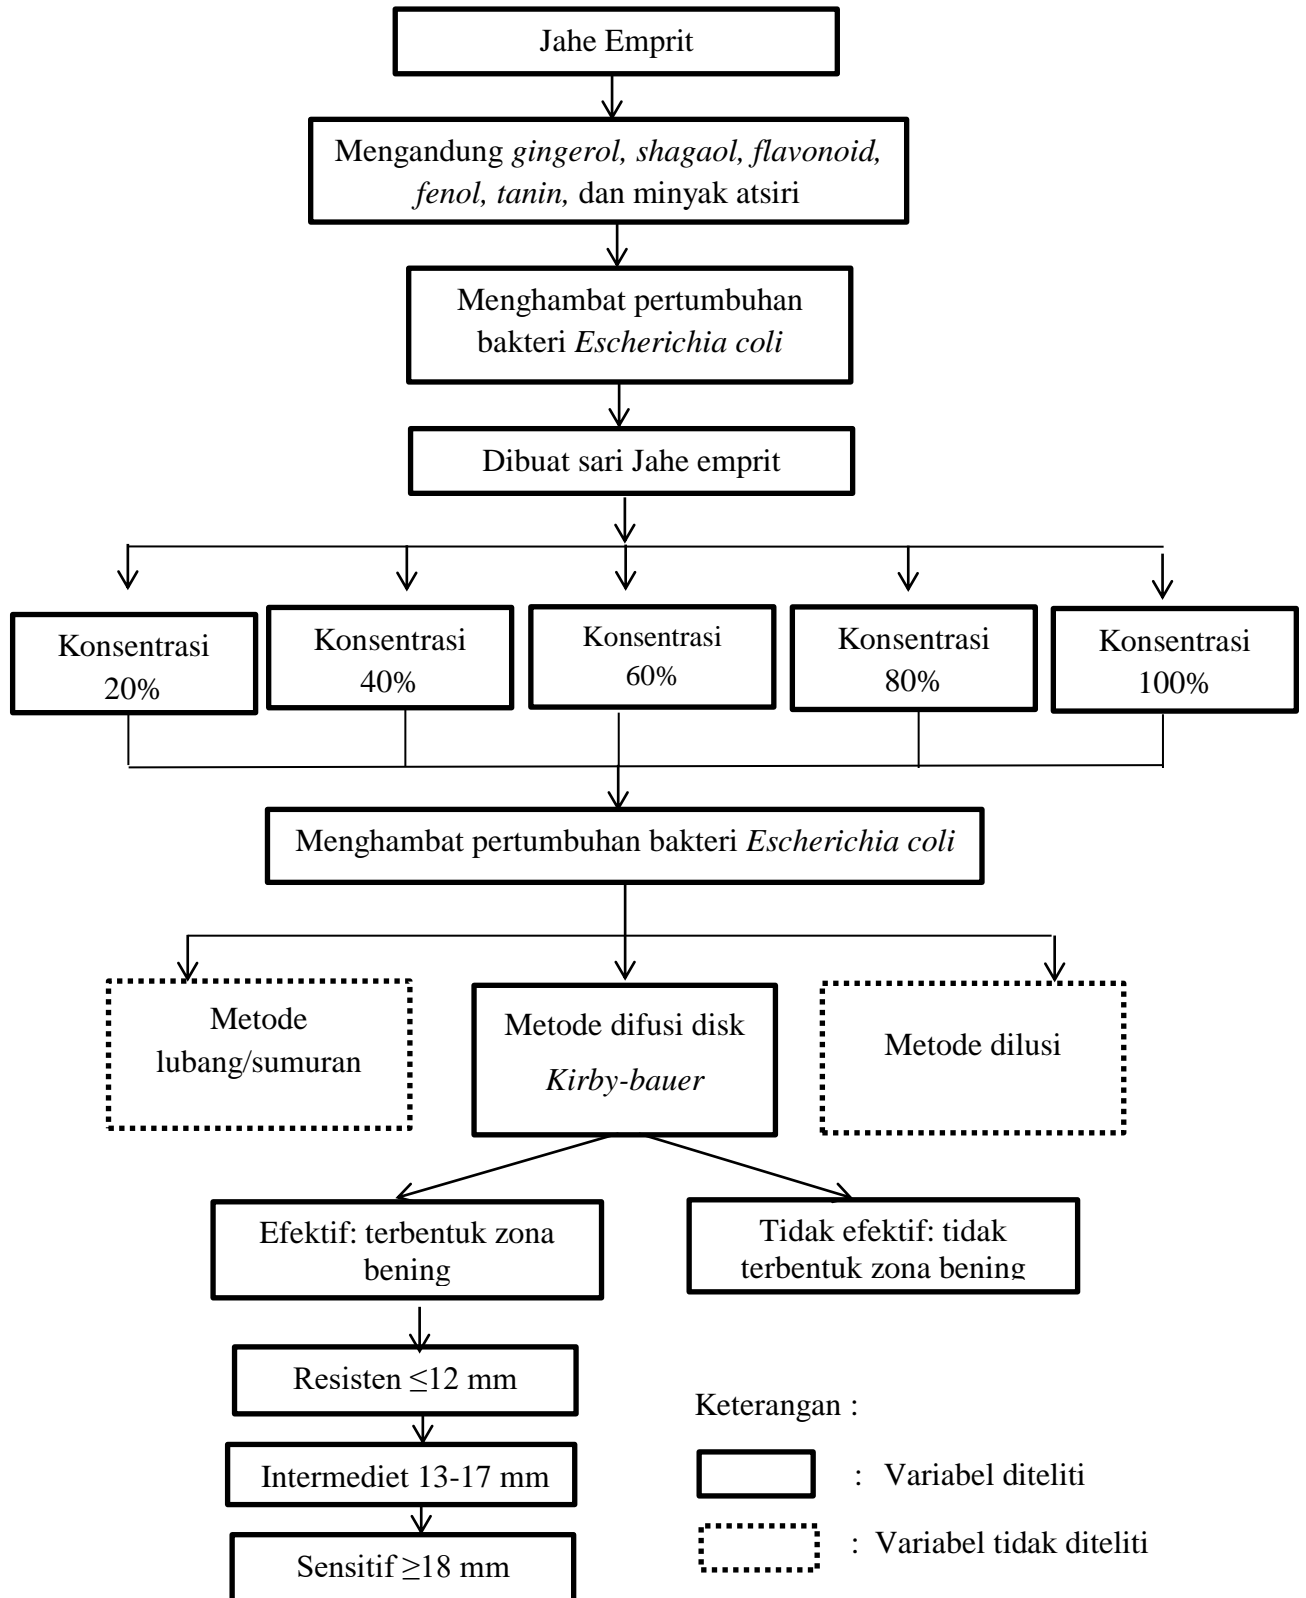 Jahe Emprit
Mengandung gingerol, shagaol, flavonoid,
fenol, tanin, dan minyak atsiri
Menghambat pertumbuhan
bakteri Escherichia coli
Dibuat sari Jahe emprit
Konsentrasi
20%
Konsentrasi
40%
Konsentrasi
60%
Konsentrasi
80%
Konsentrasi
100%
Menghambat pertumbuhan bakteri Escherichia coli
Metode
lubang/sumuran
Metode difusi disk
Kirby-bauer
Metode dilusi
Efektif: terbentuk zona
bening
Tidak efektif: tidak
terbentuk zona bening
Resisten ≤12 mm
Intermediet 13-17 mm
Sensitif ≥18 mm
Keterangan :
: Variabel diteliti
: Variabel tidak diteliti